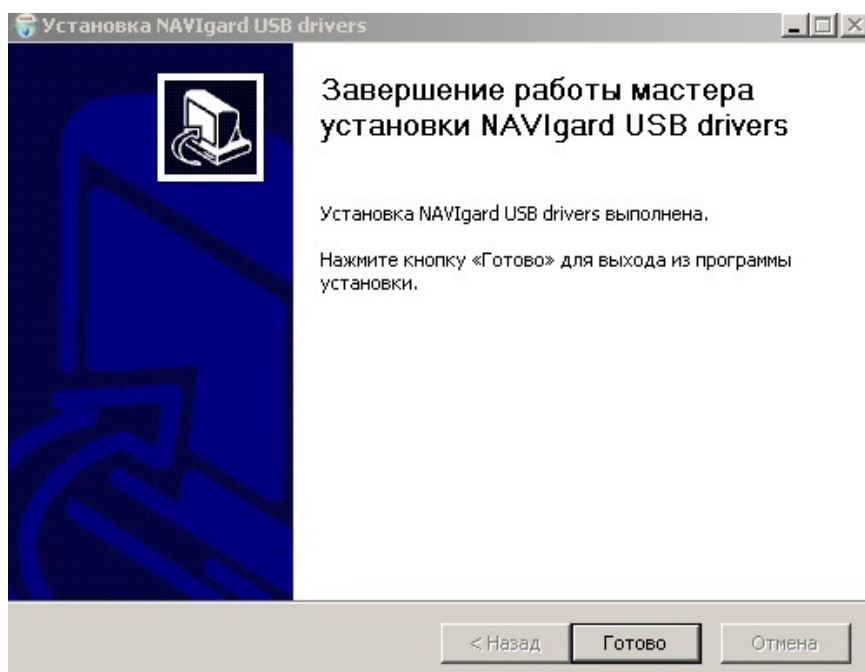 Установка NAVIgard USB drivers
Завершение работы мастера
установки NAVIgard USB drivers
Установка NAVIgard USB drivers выполнена.
Нажмите кнопку «Готово» для выхода из программы
установки.
< Назад
Готово
Отмена